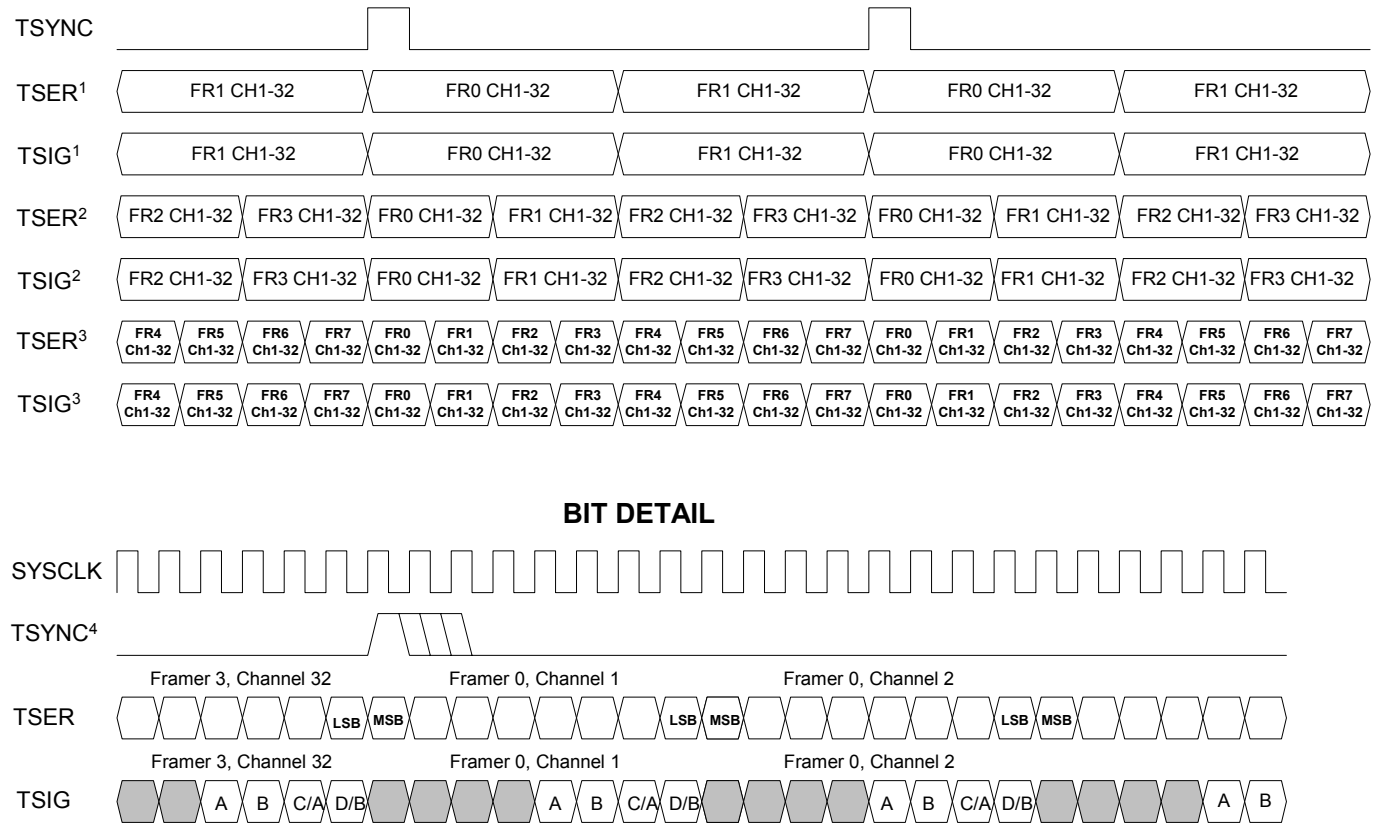 TSYNC
TSER¹ FR1 CH1-32 FR0 CH1-32 FR1 CH1-32 FR0 CH1-32 FR1 CH1-32
TSIG¹ FR1 CH1-32 FR0 CH1-32 FR1 CH1-32 FR0 CH1-32 FR1 CH1-32
TSER² FR2 CH1-32 FR3 CH1-32 FR0 CH1-32 FR1 CH1-32 FR2 CH1-32 FR3 CH1-32 FR0 CH1-32 FR1 CH1-32 FR2 CH1-32 FR3 CH1-32
TSIG² FR2 CH1-32 FR3 CH1-32 FR0 CH1-32 FR1 CH1-32 FR2 CH1-32 FR3 CH1-32 FR0 CH1-32 FR1 CH1-32 FR2 CH1-32 FR3 CH1-32
FR4 FR5 FR6 FR7 FR0 FR1 FR2 FR3 FR4 FR5 FR6 FR7 FR0 FR1 FR2 FR3 FR4 FR5 FR6 FR7
TSER³ Ch1-32 Ch1-32 Ch1-32 Ch1-32 Ch1-32 Ch1-32 Ch1-32 Ch1-32 Ch1-32 Ch1-32 Ch1-32 Ch1-32 Ch1-32 Ch1-32 Ch1-32 Ch1-32 Ch1-32 Ch1-32 Ch1-32 Ch1-32
FR4 FR5 FR6 FR7 FR0 FR1 FR2 FR3 FR4 FR5 FR6 FR7 FR0 FR1 FR2 FR3 FR4 FR5 FR6 FR7
TSIG³ Ch1-32 Ch1-32 Ch1-32 Ch1-32 Ch1-32 Ch1-32 Ch1-32 Ch1-32 Ch1-32 Ch1-32 Ch1-32 Ch1-32 Ch1-32 Ch1-32 Ch1-32 Ch1-32 Ch1-32 Ch1-32 Ch1-32 Ch1-32
BIT DETAIL
SYSCLK
TSYNC⁴
Framer 3, Channel 32 Framer 0, Channel 1 Framer 0, Channel 2
TSER LSB MSB LSB MSB LSB MSB
Framer 3, Channel 32 Framer 0, Channel 1 Framer 0, Channel 2
TSIG A B C/A D/B A B C/A D/B A B C/A D/B A B